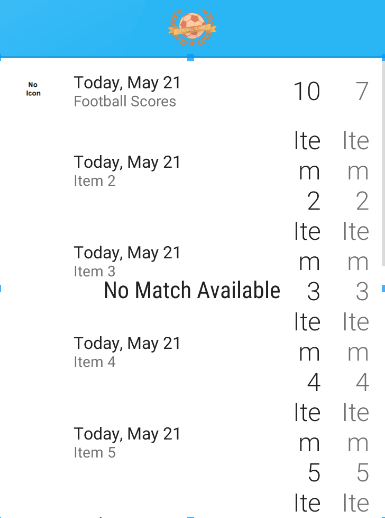 No
Icon
Today, May 21
Football Scores
10 7
Today, May 21
Item 2
Ite Ite
m m
2 2
Today, May 21
Item 3
Ite Ite
m m
3 3
No Match Available
Today, May 21
Item 4
Ite Ite
m m
4 4
Today, May 21
Item 5
Ite Ite
m m
5 5
Ite Ite